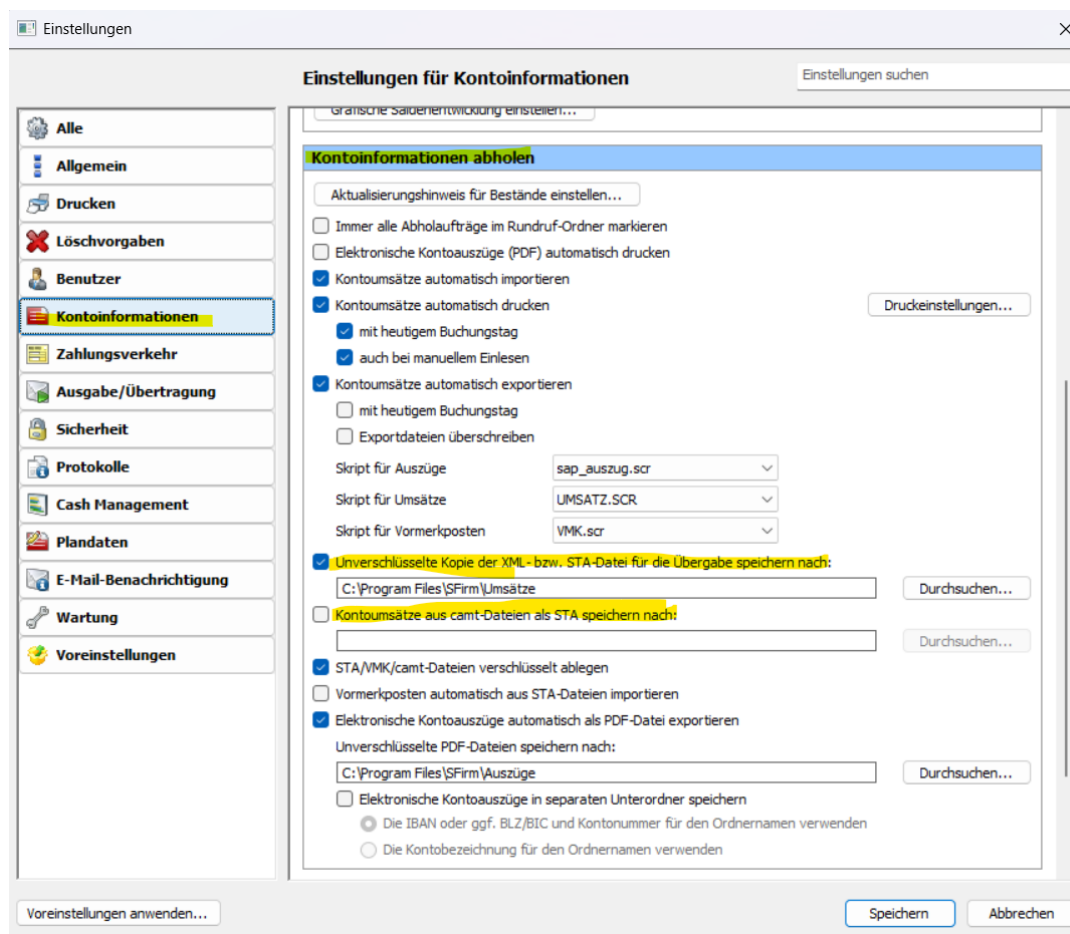 Einstellungen
Einstellungen für Kontoinformationen
Einstellungen suchen
Alle
Allgemein
Drucken
Löschvorgaben
Benutzer
Kontoinformationen
Zahlungsverkehr
Ausgabe/Übertragung
Sicherheit
Protokolle
Cash Management
Plandaten
E-Mail-Benachrichtigung
Wartung
Voreinstellungen
Grafische Saldenentwicklung einstellen...
Kontoinformationen abholen
Aktualisierungshinweis für Bestände einstellen...
Immer alle Abholaufträge im Rundruf-Ordner markieren
Elektronische Kontoauszüge (PDF) automatisch drucken
Kontoumsätze automatisch importieren
Kontoumsätze automatisch drucken
Druckeinstellungen...
mit heutigem Buchungstag
auch bei manuellem Einlesen
Kontoumsätze automatisch exportieren
mit heutigem Buchungstag
Exportdateien überschreiben
Skript für Auszüge
sap_auszug.scr
Skript für Umsätze
UMSATZ.SCR
Skript für Vormerkposten
VMK.scr
Unverschlüsselte Kopie der XML- bzw. STA-Datei für die Übergabe speichern nach:
C:\Program Files\SFirm\Umsätze
Durchsuchen...
Kontoumsätze aus camt-Dateien als STA speichern nach:
Durchsuchen...
STA/VMK/camt-Dateien verschlüsselt ablegen
Vormerkposten automatisch aus STA-Dateien importieren
Elektronische Kontoauszüge automatisch als PDF-Datei exportieren
Unverschlüsselte PDF-Dateien speichern nach:
C:\Program Files\SFirm\Auszüge
Durchsuchen...
Elektronische Kontoauszüge in separaten Unterordner speichern
Die IBAN oder ggf. BLZ/BIC und Kontonummer für den Ordnernamen verwenden
Die Kontobezeichnung für den Ordnernamen verwenden
Voreinstellungen anwenden...
Speichern
Abbrechen